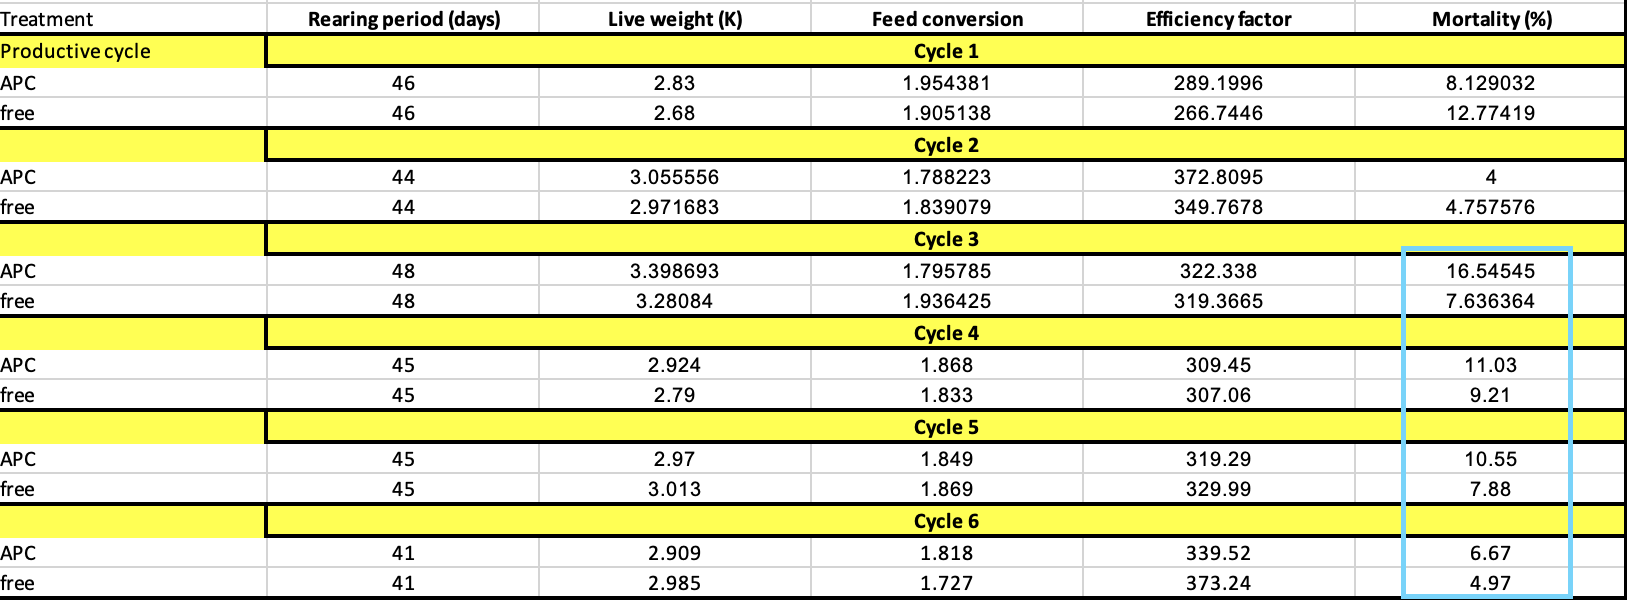 Treatment Rearing period (days) Live weight (K) Feed conversion Efficiency factor Mortality (%)
Productive cycle Cycle 1
APC 46 2.83 1.954381 289.1996 8.129032
free 46 2.68 1.905138 266.7446 12.77419
Cycle 2
APC 44 3.055556 1.788223 372.8095 4
free 44 2.971683 1.839079 349.7678 4.757576
Cycle 3
APC 48 3.398693 1.795785 322.338 16.54545
free 48 3.28084 1.936425 319.3665 7.636364
Cycle 4
APC 45 2.924 1.868 309.45 11.03
free 45 2.79 1.833 307.06 9.21
Cycle 5
APC 45 2.97 1.849 319.29 10.55
free 45 3.013 1.869 329.99 7.88
Cycle 6
APC 41 2.909 1.818 339.52 6.67
free 41 2.985 1.727 373.24 4.97